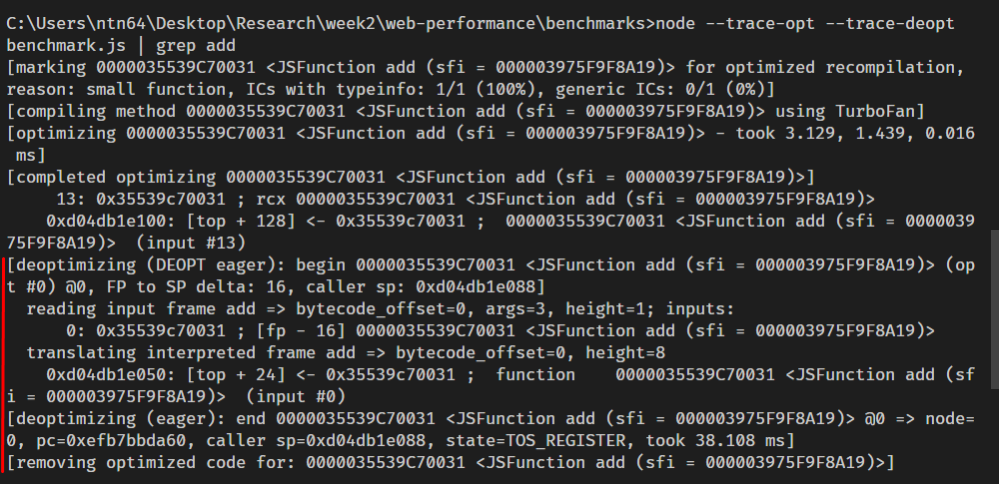 C:\Users\ntn64\Desktop\Research\week2\web-performance\benchmarks>node --trace-opt --trace-deopt
benchmark.js | grep add
[marking 0000035539C70031 <JSFunction add (sfi = 000003975F9F8A19)> for optimized recompilation,
reason: small function, ICs with typeinfo: 1/1 (100%), generic ICs: 0/1 (0%)]
[compiling method 0000035539C70031 <JSFunction add (sfi = 000003975F9F8A19)> using TurboFan]
[optimizing 0000035539C70031 <JSFunction add (sfi = 000003975F9F8A19)> - took 3.129, 1.439, 0.016
 ms]
[completed optimizing 0000035539C70031 <JSFunction add (sfi = 000003975F9F8A19)>]
     13: 0x35539c70031 ; rcx 0000035539C70031 <JSFunction add (sfi = 000003975F9F8A19)>
    0xd04db1e100: [top + 128] <- 0x35539c70031 ;  0000035539C70031 <JSFunction add (sfi = 0000039
75F9F8A19)>  (input #13)
[deoptimizing (DEOPT eager): begin 0000035539C70031 <JSFunction add (sfi = 000003975F9F8A19)> (op
t #0) @0, FP to SP delta: 16, caller sp: 0xd04db1e088]
  reading input frame add => bytecode_offset=0, args=3, height=1; inputs:
      0: 0x35539c70031 ; [fp - 16] 0000035539C70031 <JSFunction add (sfi = 000003975F9F8A19)>
  translating interpreted frame add => bytecode_offset=0, height=8
    0xd04db1e050: [top + 24] <- 0x35539c70031 ;  function    0000035539C70031 <JSFunction add (sf
i = 000003975F9F8A19)>  (input #0)
[deoptimizing (eager): end 0000035539C70031 <JSFunction add (sfi = 000003975F9F8A19)> @0 => node=
0, pc=0xefb7bbda60, caller sp=0xd04db1e088, state=TOS_REGISTER, took 38.108 ms]
[removing optimized code for: 0000035539C70031 <JSFunction add (sfi = 000003975F9F8A19)>]